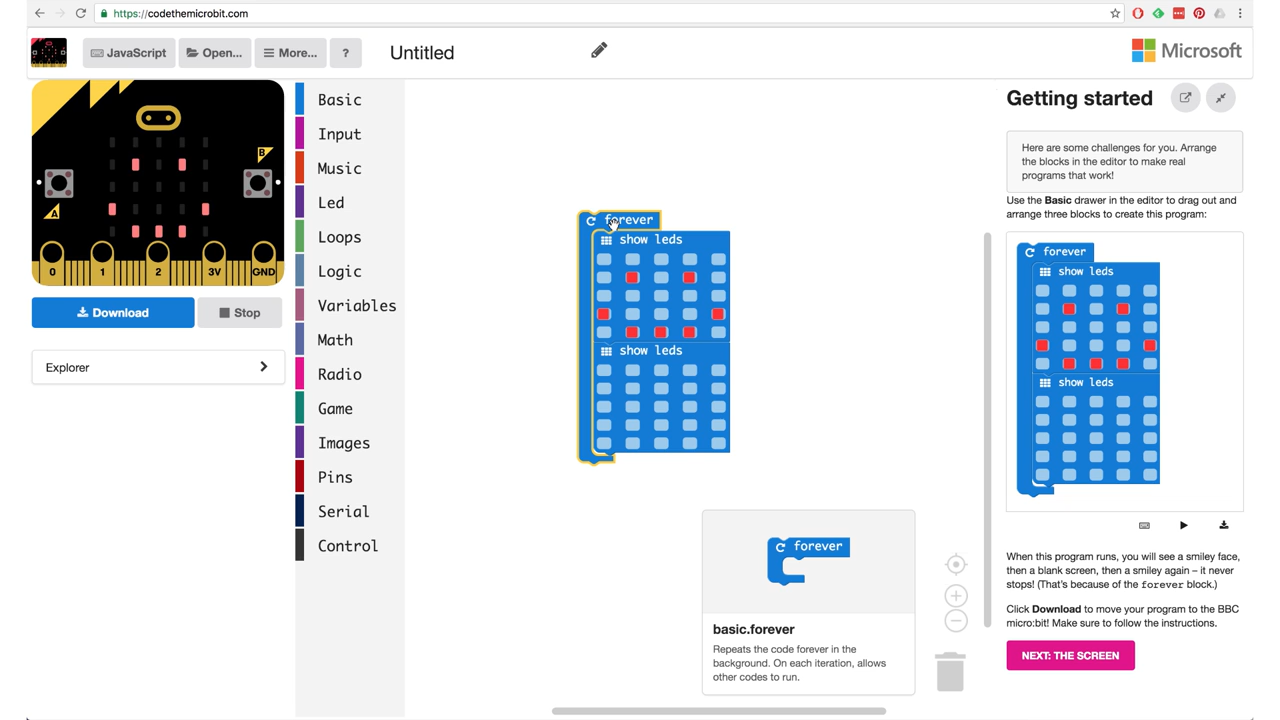 https://codethemicrobit.com
JavaScript
Open...
More...
?
Untitled
Microsoft
B
A
0
1
2
3V
GND
Download
Stop
Explorer
Basic
Input
Music
Led
Loops
Logic
Variables
Math
Radio
Game
Images
Pins
Serial
Control
forever
show leds
show leds
forever
basic.forever
Repeats the code forever in the
background. On each iteration, allows
other codes to run.
Getting started
Here are some challenges for you. Arrange
the blocks in the editor to make real
programs that work!
Use the Basic drawer in the editor to drag out and
arrange three blocks to create this program:
forever
show leds
show leds
When this program runs, you will see a smiley face,
then a blank screen, then a smiley again – it never
stops! (That's because of the forever block.)
Click Download to move your program to the BBC
micro:bit! Make sure to follow the instructions.
NEXT: THE SCREEN